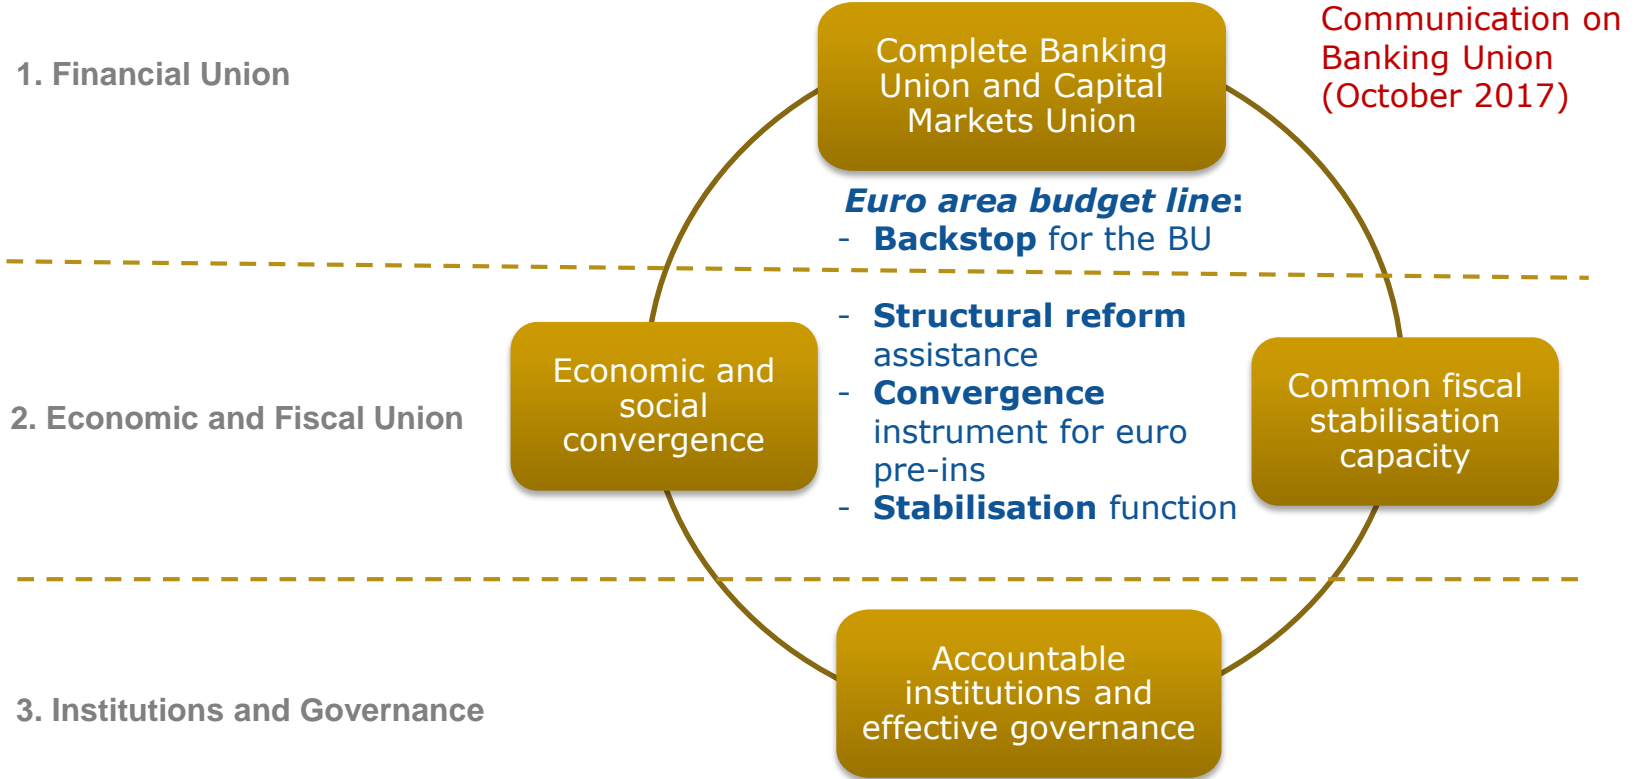 1. Financial Union
Complete Banking
Union and Capital
Markets Union
Communication on
Banking Union
(October 2017)
Euro area budget line:
- Backstop for the BU
2. Economic and Fiscal Union
Economic and
social
convergence
- Structural reform
assistance
- Convergence
instrument for euro
pre-ins
- Stabilisation function
Common fiscal
stabilisation
capacity
3. Institutions and Governance
Accountable
institutions and
effective governance